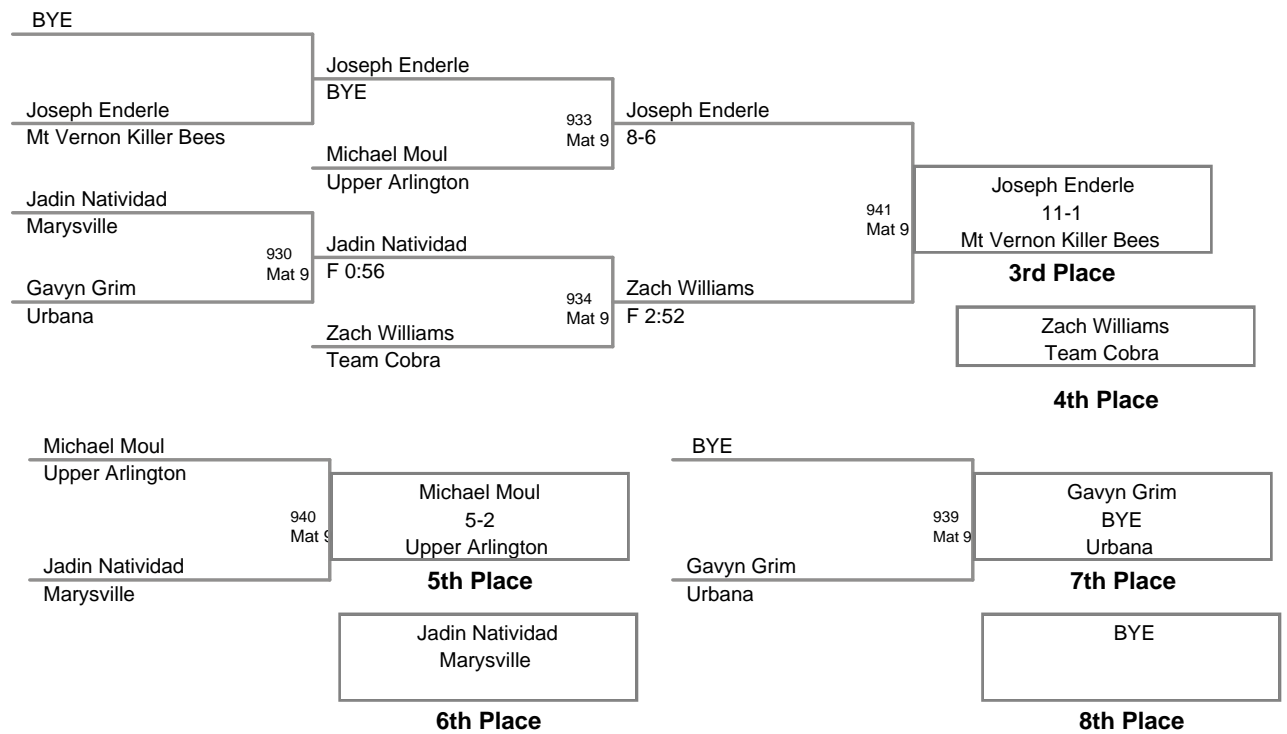 BYE
Joseph Enderle
BYE
Joseph Enderle
Mt Vernon Killer Bees
933
Mat 9
Joseph Enderle
8-6
Michael Moul
Upper Arlington
Jadin Natividad
Marysville
941
Mat 9
Joseph Enderle
11-1
Mt Vernon Killer Bees
3rd Place
930
Mat 9
Jadin Natividad
F 0:56
Gavyn Grim
Urbana
934
Mat 9
Zach Williams
F 2:52
Zach Williams
Team Cobra
Zach Williams
Team Cobra
4th Place
Michael Moul
Upper Arlington
940
Mat 9
Michael Moul
5-2
Upper Arlington
5th Place
Jadin Natividad
Marysville
Jadin Natividad
Marysville
6th Place
BYE
939
Mat 9
Gavyn Grim
BYE
Urbana
7th Place
Gavyn Grim
Urbana
BYE
8th Place